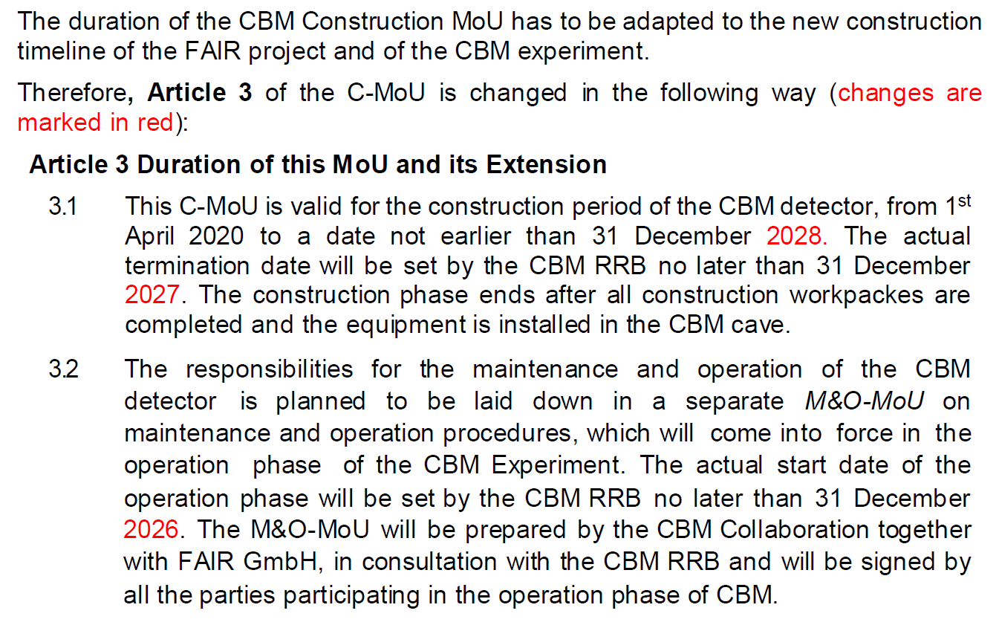 The duration of the CBM Construction MoU has to be adapted to the new construction
timeline of the FAIR project and of the CBM experiment.
Therefore, Article 3 of the C-MoU is changed in the following way (changes are
marked in red):
Article 3 Duration of this MoU and its Extension
3.1 This C-MoU is valid for the construction period of the CBM detector, from 1st
April 2020 to a date not earlier than 31 December 2028. The actual
termination date will be set by the CBM RRB no later than 31 December
2027. The construction phase ends after all construction workpackes are
completed and the equipment is installed in the CBM cave.
3.2 The responsibilities for the maintenance and operation of the CBM
detector is planned to be laid down in a separate M&O-MoU on
maintenance and operation procedures, which will come into force in the
operation phase of the CBM Experiment. The actual start date of the
operation phase will be set by the CBM RRB no later than 31 December
2026. The M&O-MoU will be prepared by the CBM Collaboration together
with FAIR GmbH, in consultation with the CBM RRB and will be signed by
all the parties participating in the operation phase of CBM.